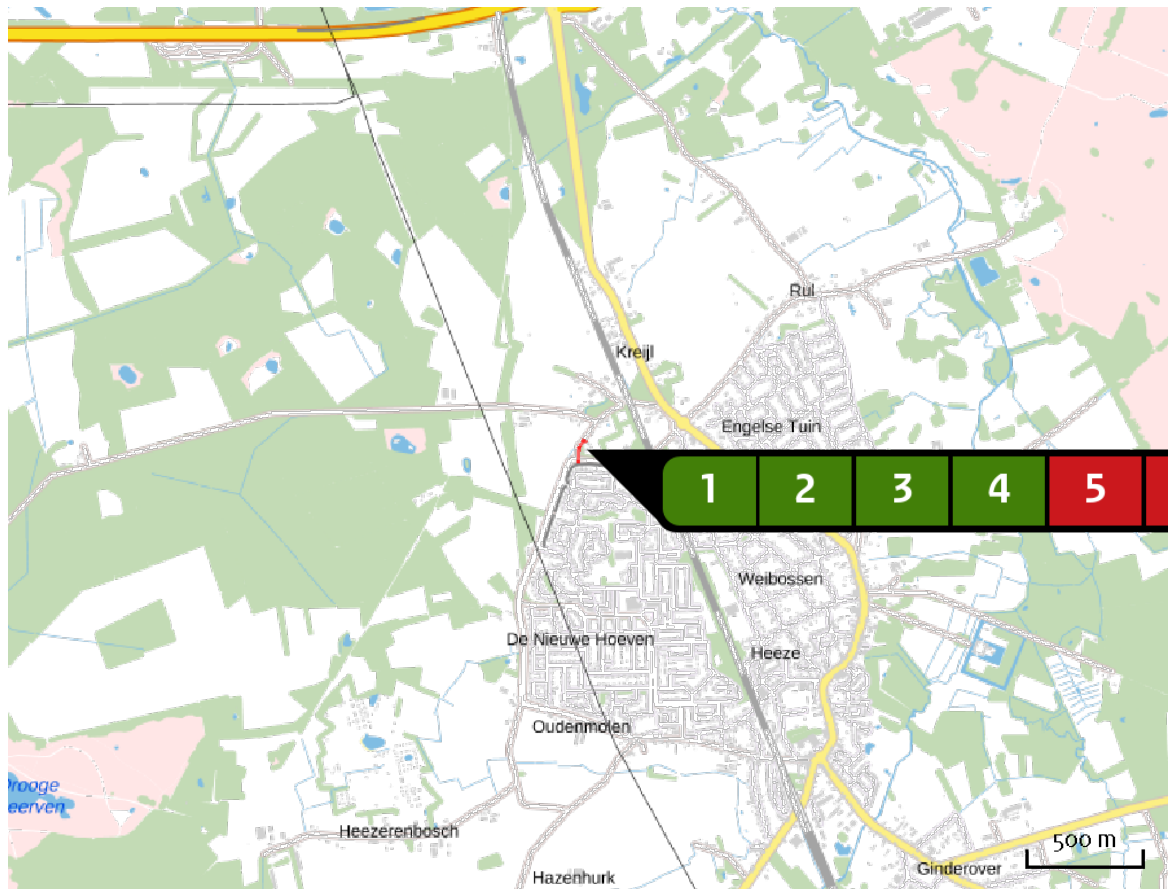 Rul
Kreijl
Engelse Tuin
1 2 3 4 5
Weibossen
De Nieuwe Hoeven
Heeze
Oudenmolen
Drooge
eerven
Heezerenbosch
500 m
Ginderover
Hazenhurk